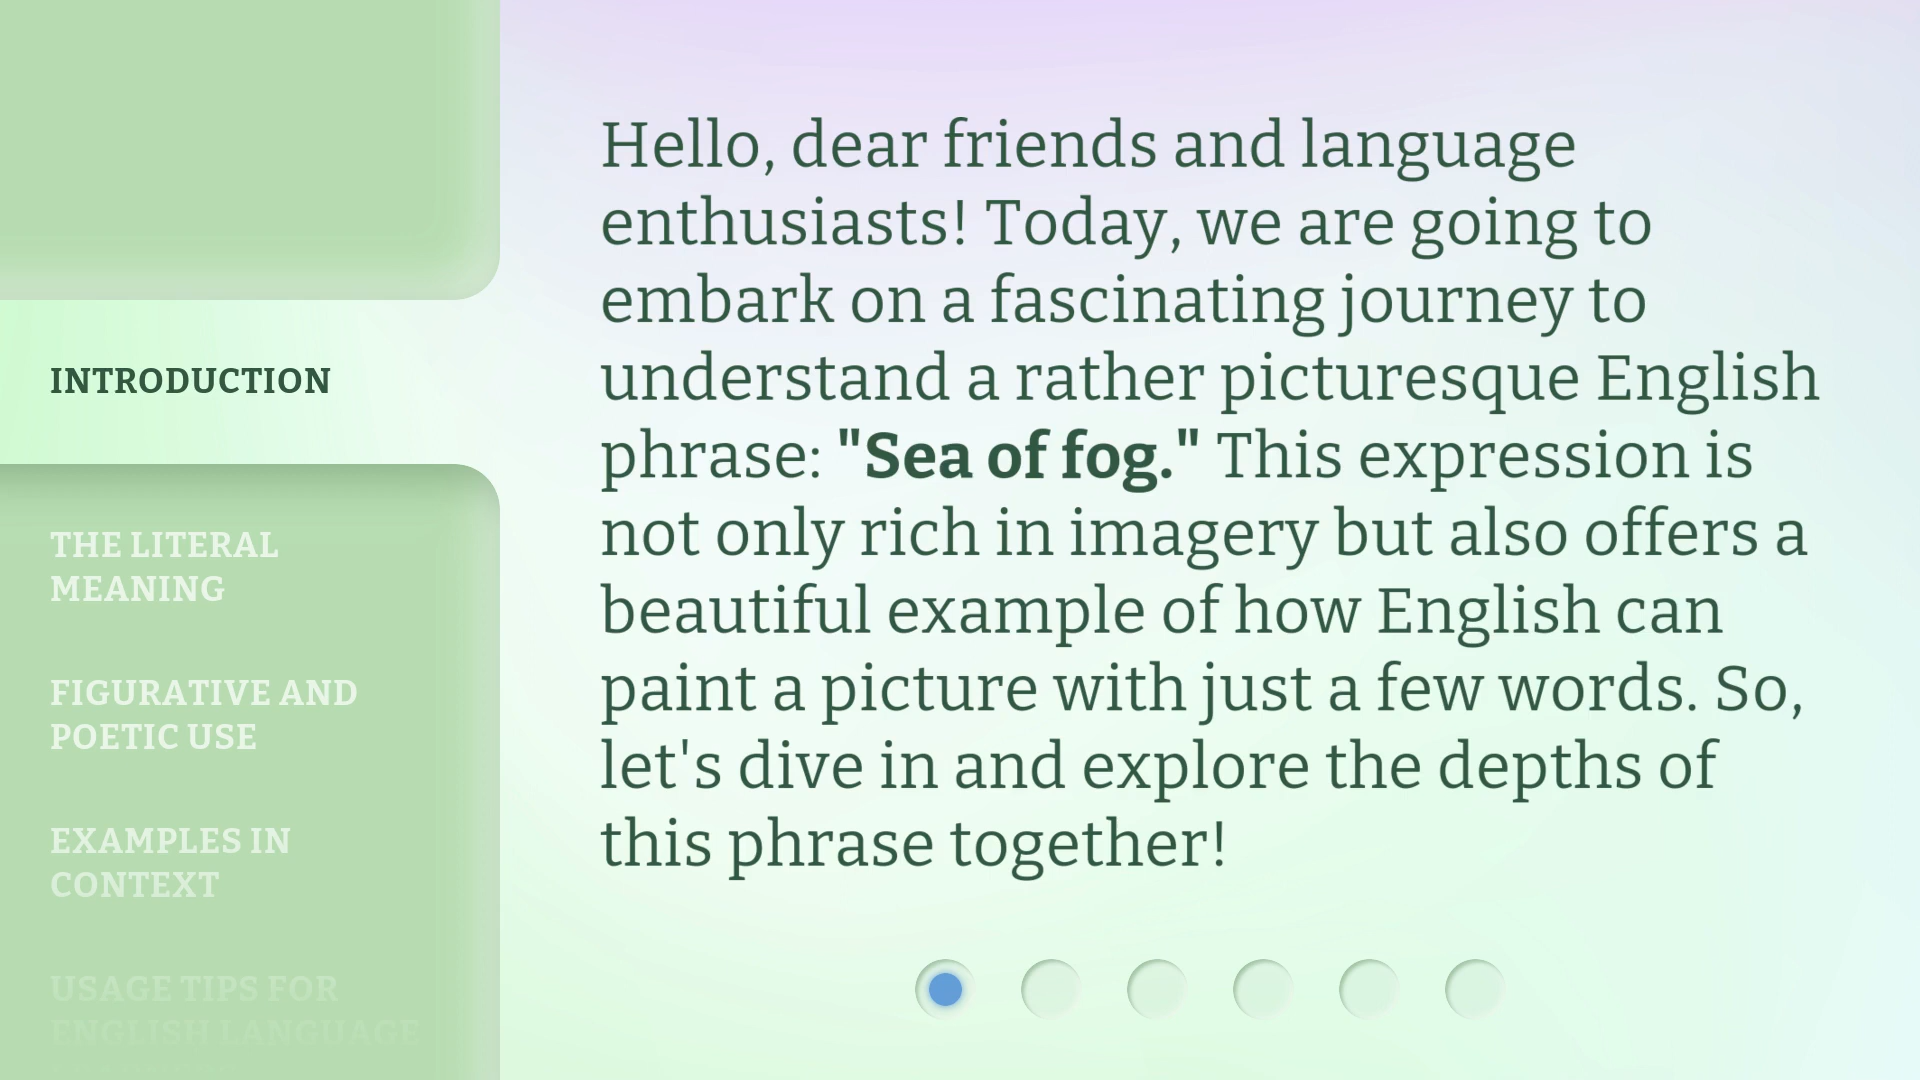 INTRODUCTION
THE LITERAL
MEANING
FIGURATIVE AND
POETIC USE
EXAMPLES IN
CONTEXT
USAGE TIPS FOR
ENGLISH LANGUAGE
Hello, dear friends and language
enthusiasts! Today, we are going to
embark on a fascinating journey to
understand a rather picturesque English
phrase: "Sea of fog." This expression is
not only rich in imagery but also offers a
beautiful example of how English can
paint a picture with just a few words. So,
let's dive in and explore the depths of
this phrase together!